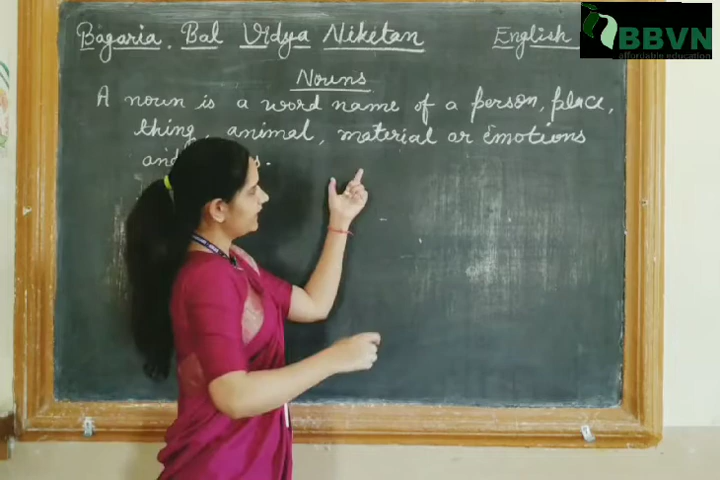 Bagaria. Bal Vidya Niketan English
BBVN
affordable education
Nouns
A noun is a word name of a person, place,
thing, animal, material or emotions
and